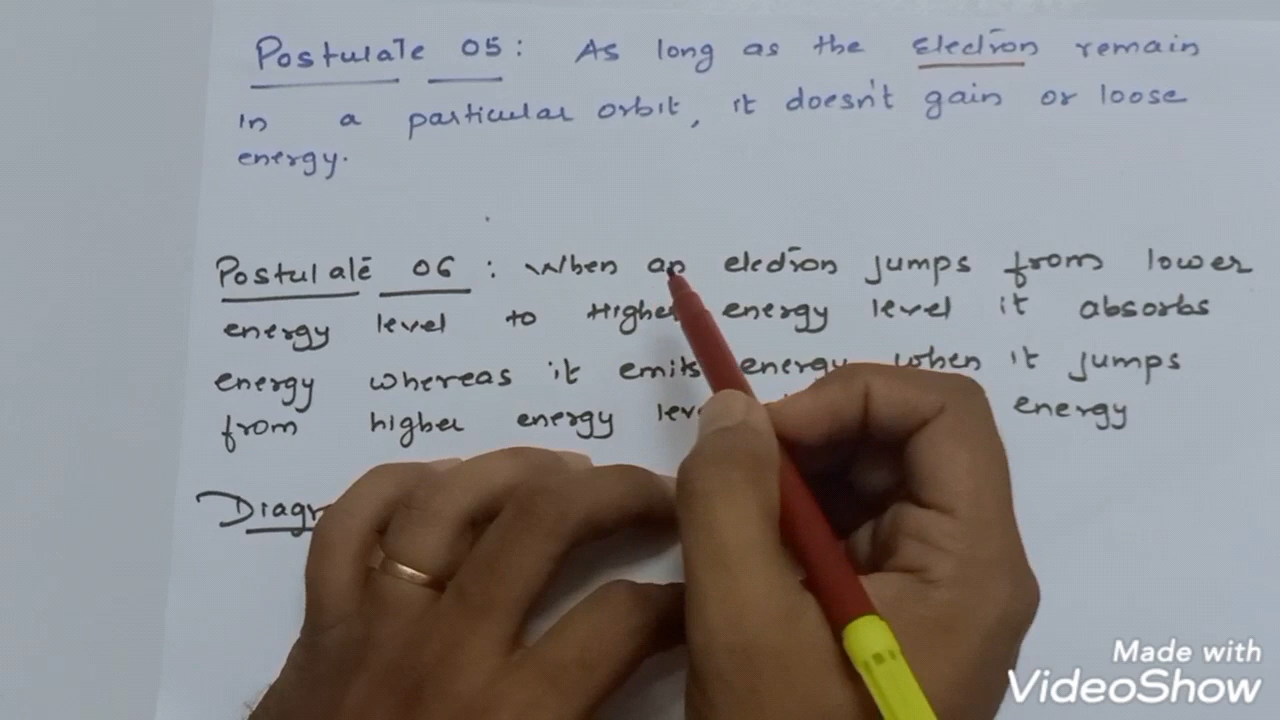 Postulate 05: As long as the Electron remain
in a particular orbit, it doesn't gain or loose
energy.
Postulate 06: When an electron jumps from lower
energy level to Higher energy level it absorbs
energy whereas it emits energy when it jumps
from higher energy energy
Made with
VideoShow